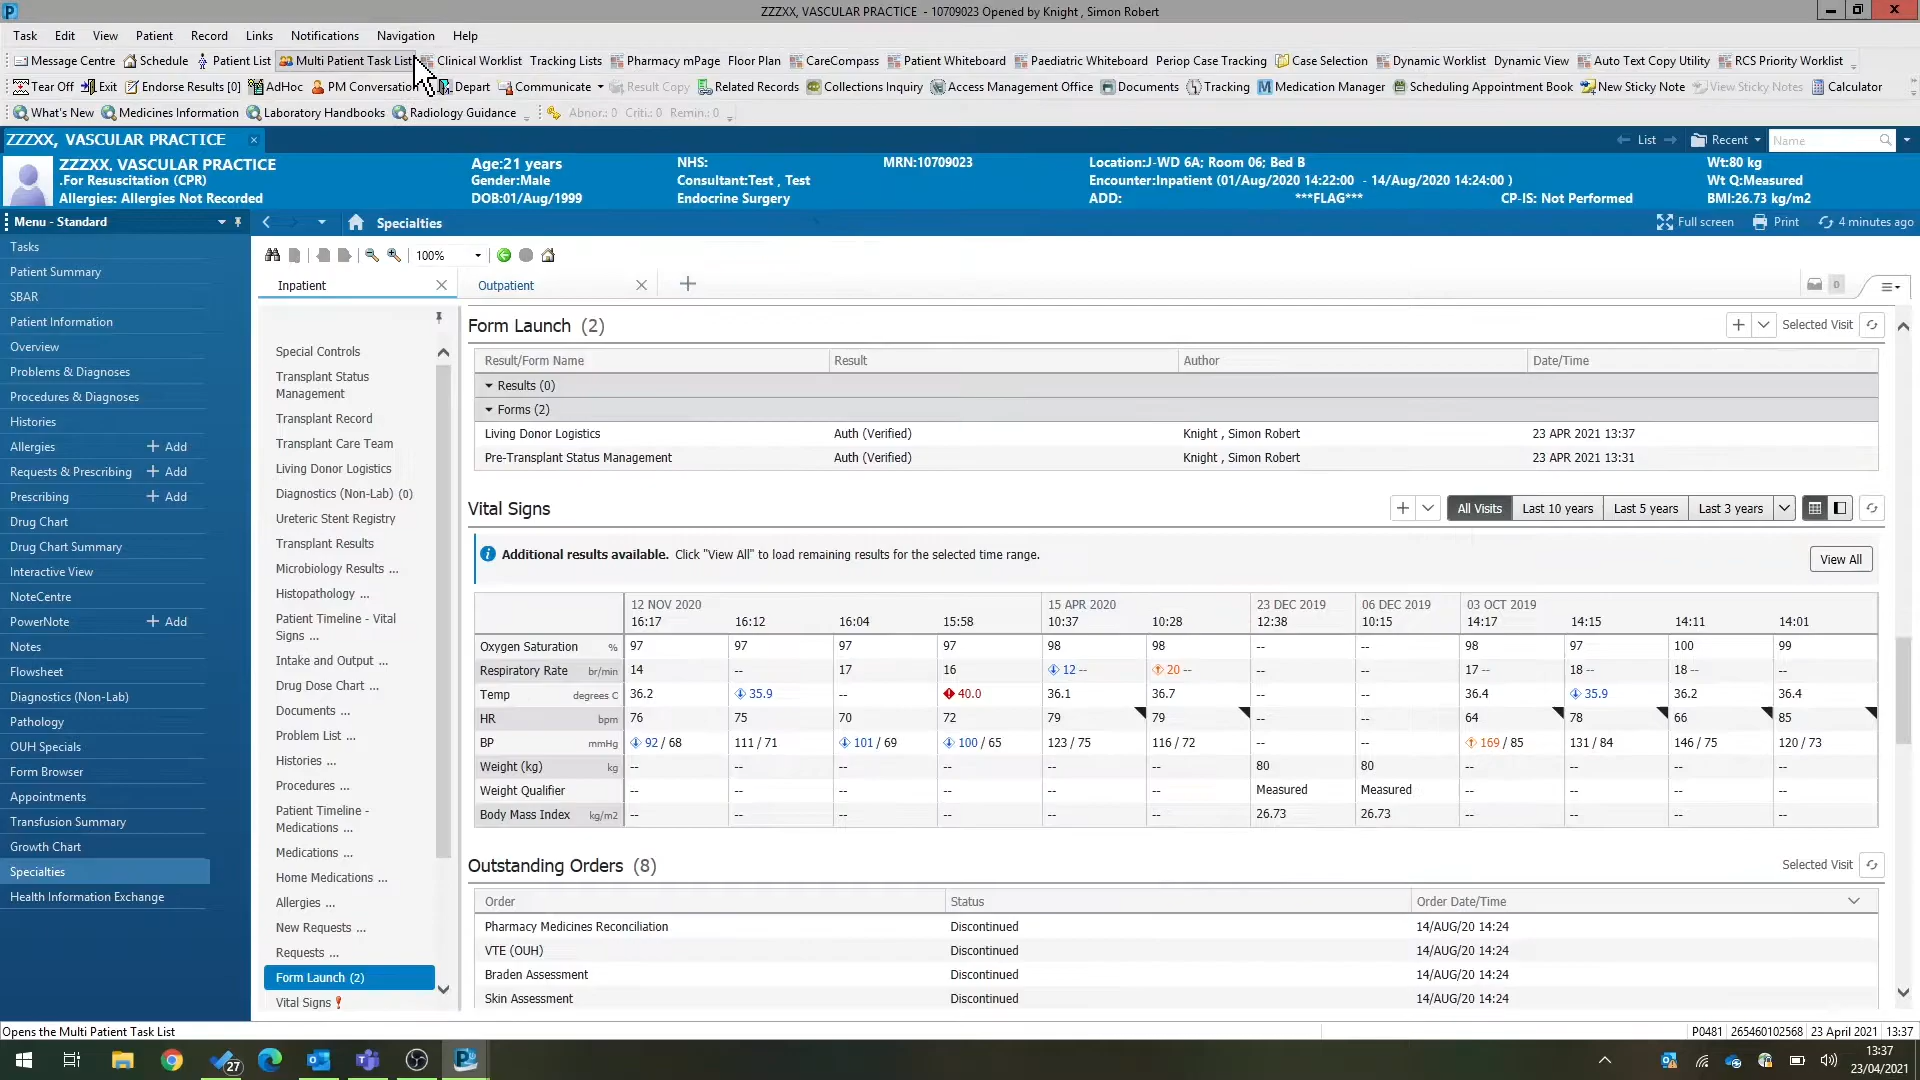 ZZZXX, VASCULAR PRACTICE - 10709023 Opened by Knight , Simon Robert
Task Edit View Patient Record Links Notifications Navigation Help
Message Centre Schedule Patient List Multi Patient Task List Clinical Worklist Tracking Lists Pharmacy mPage Floor Plan CareCompass Patient Whiteboard Paediatric Whiteboard Periop Case Tracking Case Selection Dynamic Worklist Dynamic View Auto Text Copy Utility RCS Priority Worklist
Tear Off Exit Endorse Results [0] AdHoc PM Conversation Depart Communicate Result Copy Related Records Collections Inquiry Access Management Office Documents Tracking Medication Manager Scheduling Appointment Book New Sticky Note View Sticky Notes Calculator
What's New Medicines Information Laboratory Handbooks Radiology Guidance Abnor.: 0 Criti.: 0 Remin.: 0
ZZZXX, VASCULAR PRACTICE × List Recent Name
ZZZXX, VASCULAR PRACTICE Age:21 years NHS: MRN:10709023 Location:J-WD 6A; Room 06; Bed B Wt:80 kg
.For Resuscitation (CPR) Gender:Male Consultant:Test , Test Encounter:Inpatient (01/Aug/2020 14:22:00 - 14/Aug/2020 14:24:00 ) Wt Q:Measured
Allergies: Allergies Not Recorded DOB:01/Aug/1999 Endocrine Surgery ADD: ***FLAG*** CP-IS: Not Performed BMI:26.73 kg/m2
Menu - Standard Specialties Full screen Print 4 minutes ago
Tasks
Patient Summary
SBAR
Patient Information
Overview
Problems & Diagnoses
Procedures & Diagnoses
Histories
Allergies + Add
Requests & Prescribing + Add
Prescribing + Add
Drug Chart
Drug Chart Summary
Interactive View
NoteCentre
PowerNote + Add
Notes
Flowsheet
Diagnostics (Non-Lab)
Pathology
OUH Specials
Form Browser
Appointments
Transfusion Summary
Growth Chart
Specialties
Health Information Exchange
100%
Inpatient Outpatient + 0
Special Controls
Transplant Status
Management
Transplant Record
Transplant Care Team
Living Donor Logistics
Diagnostics (Non-Lab) (0)
Ureteric Stent Registry
Transplant Results
Microbiology Results ...
Histopathology ...
Patient Timeline - Vital
Signs ...
Intake and Output ...
Drug Dose Chart ...
Documents ...
Problem List ...
Histories ...
Procedures ...
Patient Timeline -
Medications ...
Medications ...
Home Medications ...
Allergies ...
New Requests ...
Requests ...
Form Launch (2)
Vital Signs !
Form Launch (2) Selected Visit
Result/Form Name Result Author Date/Time
Results (0)
Forms (2)
Living Donor Logistics Auth (Verified) Knight , Simon Robert 23 APR 2021 13:37
Pre-Transplant Status Management Auth (Verified) Knight , Simon Robert 23 APR 2021 13:31
Vital Signs All Visits Last 10 years Last 5 years Last 3 years
Additional results available. Click "View All" to load remaining results for the selected time range. View All
12 NOV 2020 15 APR 2020 23 DEC 2019 06 DEC 2019 03 OCT 2019
16:17 16:12 16:04 15:58 10:37 10:28 12:38 10:15 14:17 14:15 14:11 14:01
Oxygen Saturation % 97 97 97 97 98 98 -- -- 98 97 100 99
Respiratory Rate br/min 14 -- 17 16 12 -- 20 -- -- -- 17 -- 18 -- 18 -- --
Temp degrees C 36.2 35.9 -- 40.0 36.1 36.7 -- -- 36.4 35.9 36.2 36.4
HR bpm 76 75 70 72 79 79 -- -- 64 78 66 85
BP mmHg 92 / 68 111 / 71 101 / 69 100 / 65 123 / 75 116 / 72 -- -- 169 / 85 131 / 84 146 / 75 120 / 73
Weight (kg) kg -- -- -- -- -- -- 80 80 -- -- -- --
Weight Qualifier -- -- -- -- -- -- Measured Measured -- -- -- --
Body Mass Index kg/m2 -- -- -- -- -- -- 26.73 26.73 -- -- -- --
Outstanding Orders (8) Selected Visit
Order Status Order Date/Time
Pharmacy Medicines Reconciliation Discontinued 14/AUG/20 14:24
VTE (OUH) Discontinued 14/AUG/20 14:24
Braden Assessment Discontinued 14/AUG/20 14:24
Skin Assessment Discontinued 14/AUG/20 14:24
Opens the Multi Patient Task List P0481 265460102568 23 April 2021 13:37
27
13:37
23/04/2021